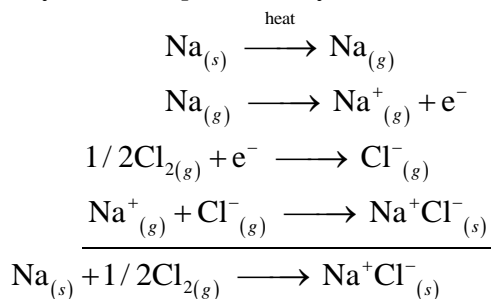 Na₍ₛ₎ —heat→ Na₍g₎
Na₍g₎ ⟶ Na⁺₍g₎ + e⁻
1/2Cl₂₍g₎ + e⁻ ⟶ Cl⁻₍g₎
Na⁺₍g₎ + Cl⁻₍g₎ ⟶ Na⁺Cl⁻₍ₛ₎
Na₍ₛ₎ + 1/2Cl₂₍g₎ ⟶ Na⁺Cl⁻₍ₛ₎